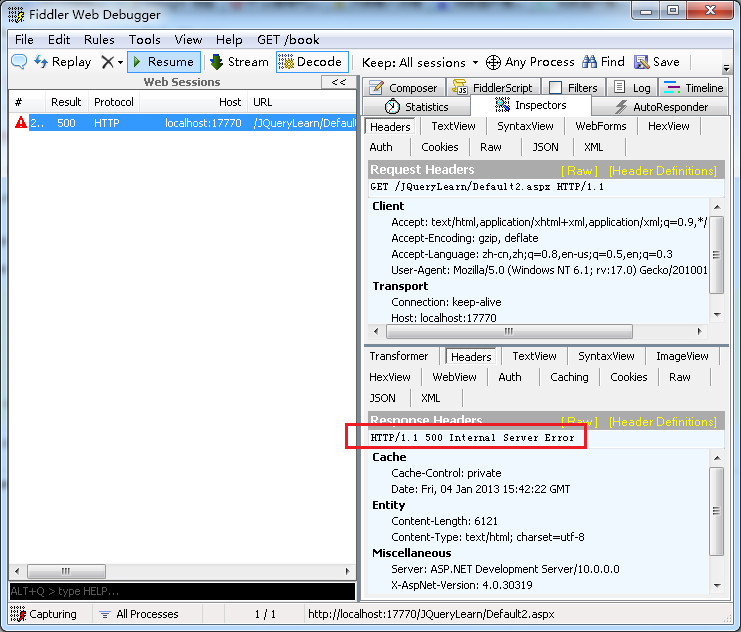 Fiddler Web Debugger
File Edit Rules Tools View Help GET /book
Replay Resume Stream Decode Keep: All sessions Any Process Find Save
Web Sessions <<
# Result Protocol Host URL
2.. 500 HTTP localhost:17770 /JQueryLearn/Defaul
Composer FiddlerScript Filters Log Timeline
Statistics Inspectors AutoResponder
Headers TextView SyntaxView WebForms HexView
Auth Cookies Raw JSON XML
Request Headers [ Raw ] [Header Definitions]
GET /JQueryLearn/Default2.aspx HTTP/1.1
Client
Accept: text/html,application/xhtml+xml,application/xml;q=0.9,*/
Accept-Encoding: gzip, deflate
Accept-Language: zh-cn,zh;q=0.8,en-us;q=0.5,en;q=0.3
User-Agent: Mozilla/5.0 (Windows NT 6.1; rv:17.0) Gecko/201001
Transport
Connection: keep-alive
Host: localhost:17770
Transformer Headers TextView SyntaxView ImageView
HexView WebView Auth Caching Cookies Raw
JSON XML
Response Headers [ Raw ] [Header Definitions]
HTTP/1.1 500 Internal Server Error
Cache
Cache-Control: private
Date: Fri, 04 Jan 2013 15:42:22 GMT
Entity
Content-Length: 6121
Content-Type: text/html; charset=utf-8
Miscellaneous
Server: ASP.NET Development Server/10.0.0.0
X-AspNet-Version: 4.0.30319
ALT+Q > type HELP...
Capturing All Processes 1 / 1 http://localhost:17770/JQueryLearn/Default2.aspx